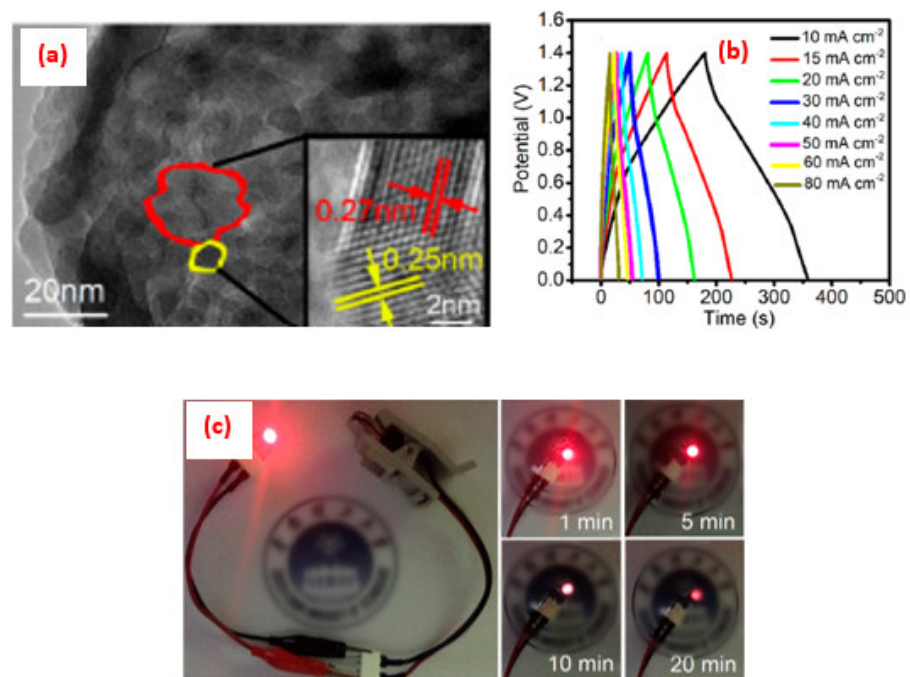 (a)
0.27nm
0.25nm
20nm
2nm
(b)
Potential (V)
1.6
1.4
1.2
1.0
0.8
0.6
0.4
0.2
0.0
0 100 200 300 400 500
Time (s)
10 mA cm⁻²
15 mA cm⁻²
20 mA cm⁻²
30 mA cm⁻²
40 mA cm⁻²
50 mA cm⁻²
60 mA cm⁻²
80 mA cm⁻²
(c)
1 min
5 min
10 min
20 min